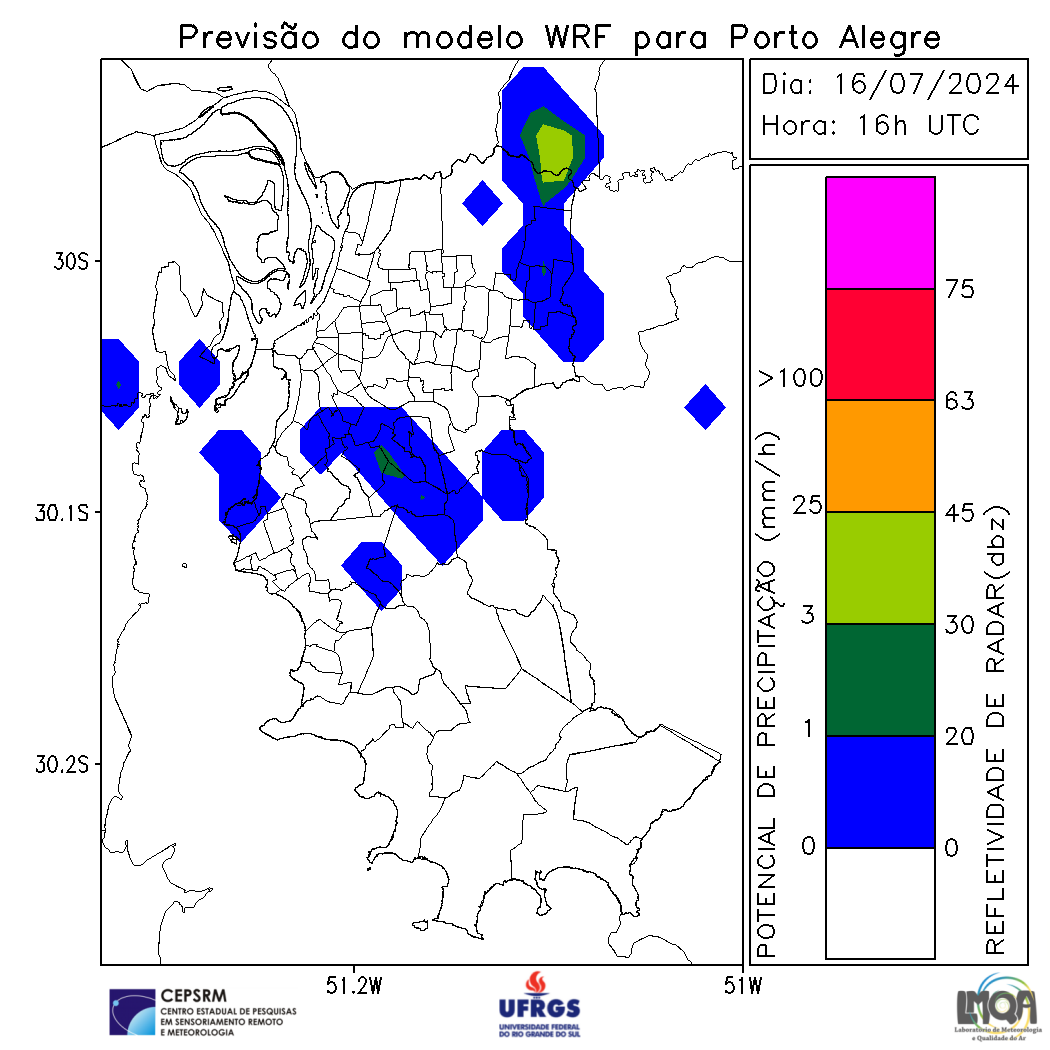 Previsão do modelo WRF para Porto Alegre
Dia: 16/07/2024
Hora: 16h UTC
30S
30.1S
30.2S
51.2W
51W
POTENCIAL DE PRECIPITAÇÃO (mm/h)
>100
25
3
1
0
75
63
45
30
20
0
REFLETIVIDADE DE RADAR(dbz)
CEPSRM
CENTRO ESTADUAL DE PESQUISAS
EM SENSORIAMENTO REMOTO
E METEOROLOGIA
UFRGS
UNIVERSIDADE FEDERAL
DO RIO GRANDE DO SUL
LMQA
Laboratório de Meteorologia
e Qualidade do Ar